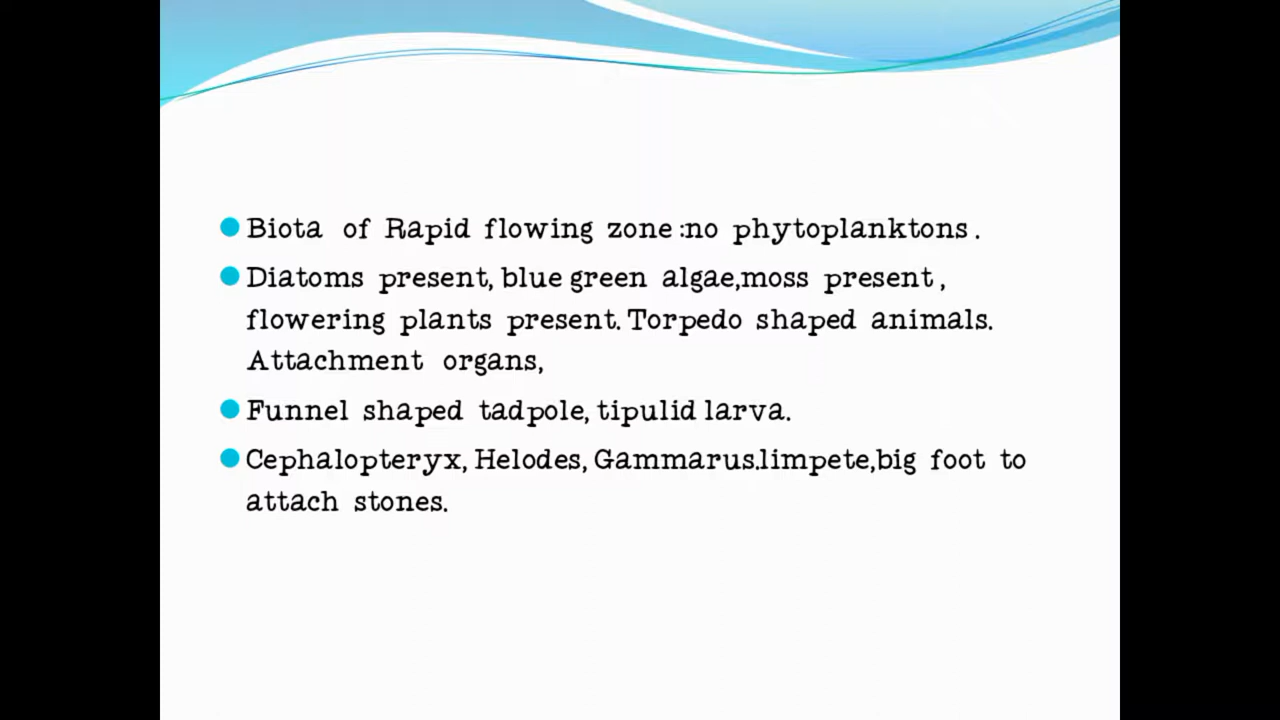 Biota of Rapid flowing zone :no phytoplanktons .
Diatoms present, blue green algae,moss present ,
flowering plants present. Torpedo shaped animals.
Attachment organs,
Funnel shaped tadpole, tipulid larva.
Cephalopteryx, Helodes, Gammarus.limpete,big foot to
attach stones.